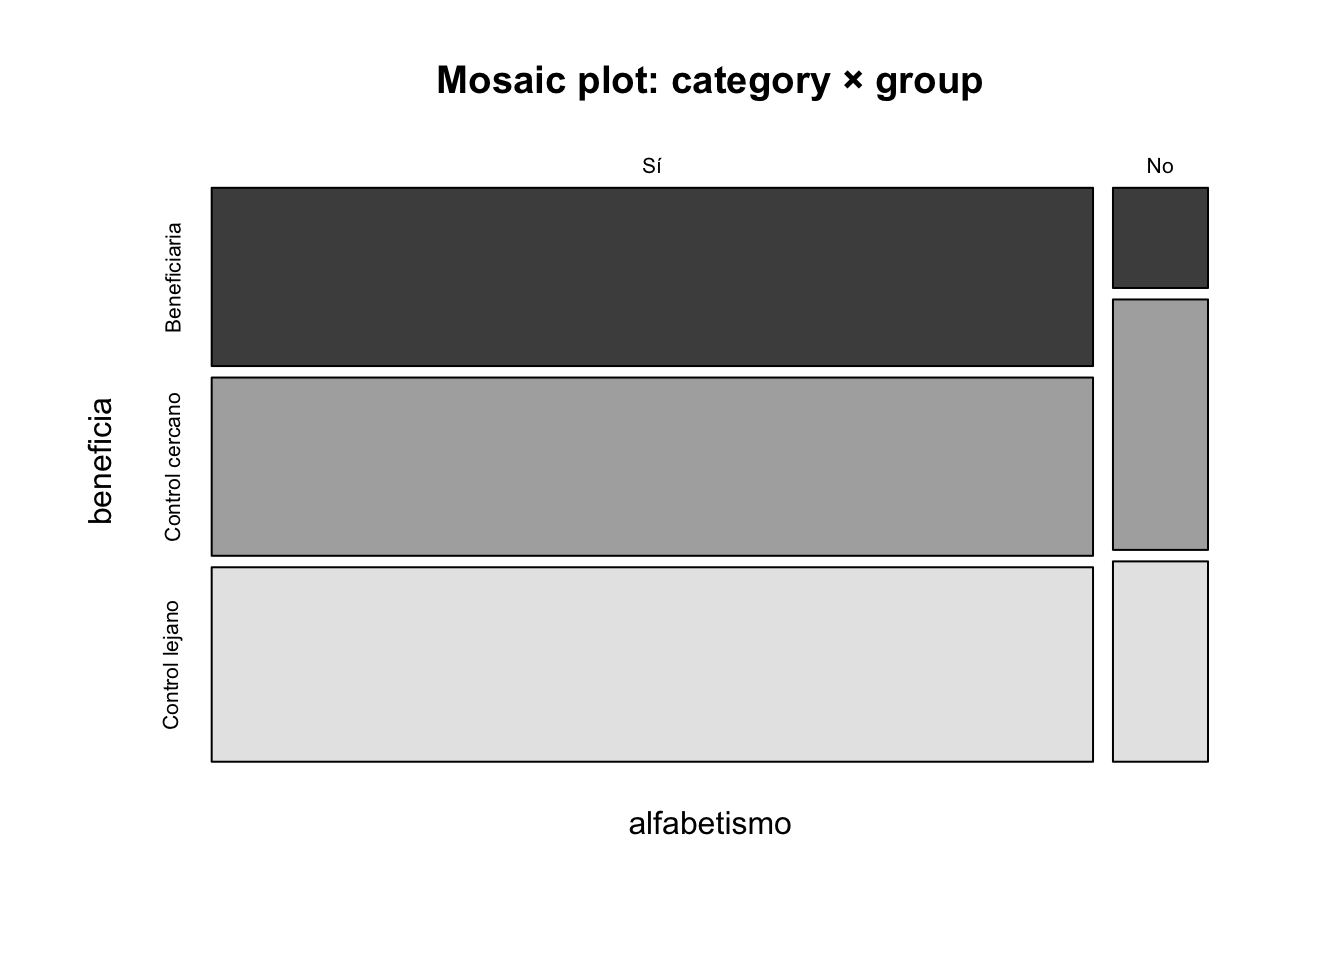 Mosaic plot: category × group
Sí
No
Beneficiaria
Control cercano
Control lejano
beneficia
alfabetismo